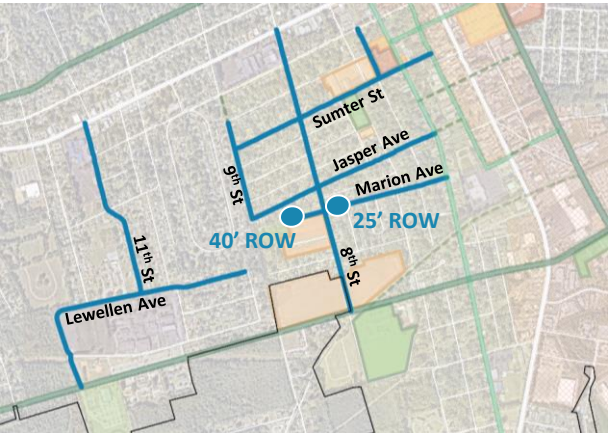 Sumter St
Jasper Ave
9th St
Marion Ave
25' ROW
40' ROW
11th St
8th St
Lewellen Ave